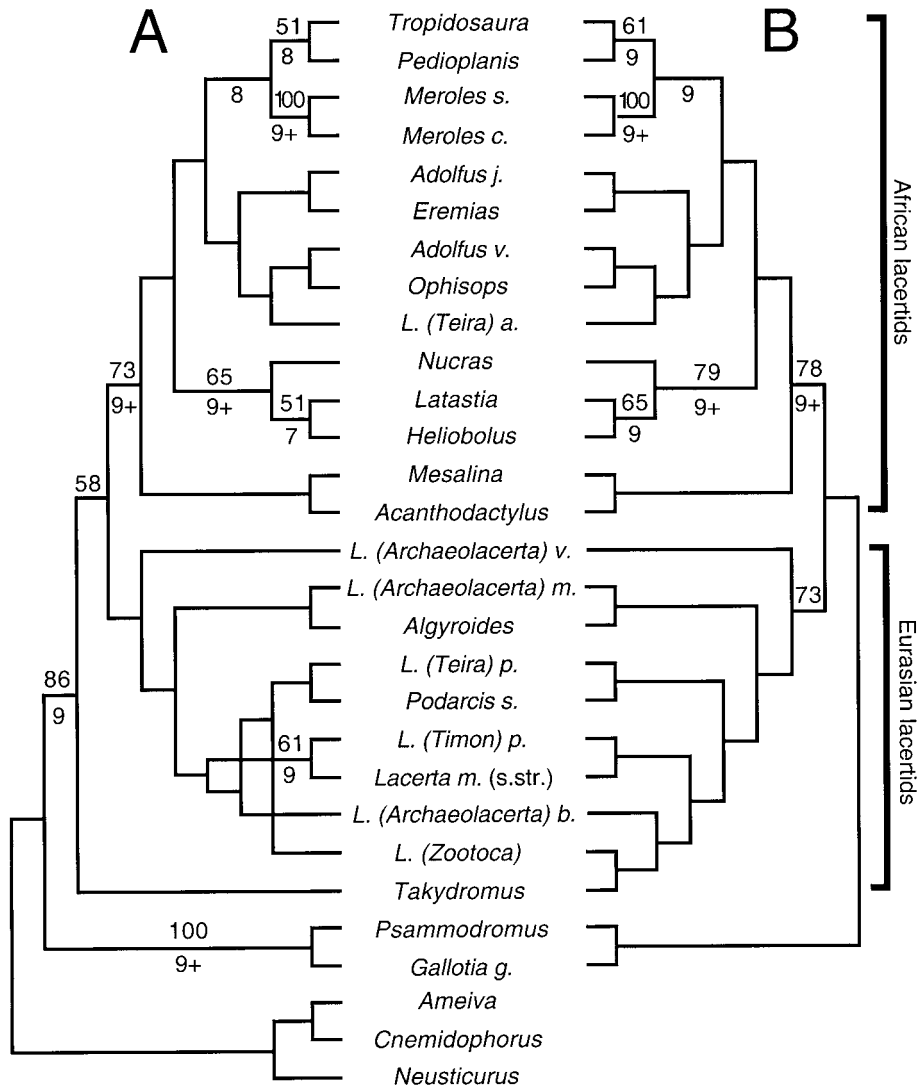 A
B
51
8
Tropidosaura
61
9
Pedioplanis
8
9
100
9+
Meroles s.
100
9+
Meroles c.
Adolfus j.
Eremias
Adolfus v.
Ophisops
L. (Teira) a.
Nucras
73
9+
65
9+
79
9+
78
9+
51
7
Latastia
65
9
Heliobolus
Mesalina
58
Acanthodactylus
L. (Archaeolacerta) v.
L. (Archaeolacerta) m.
73
Algyroides
L. (Teira) p.
86
9
Podarcis s.
61
9
L. (Timon) p.
Lacerta m. (s.str.)
L. (Archaeolacerta) b.
L. (Zootoca)
Takydromus
100
9+
Psammodromus
Gallotia g.
Ameiva
Cnemidophorus
Neusticurus
African lacertids
Eurasian lacertids